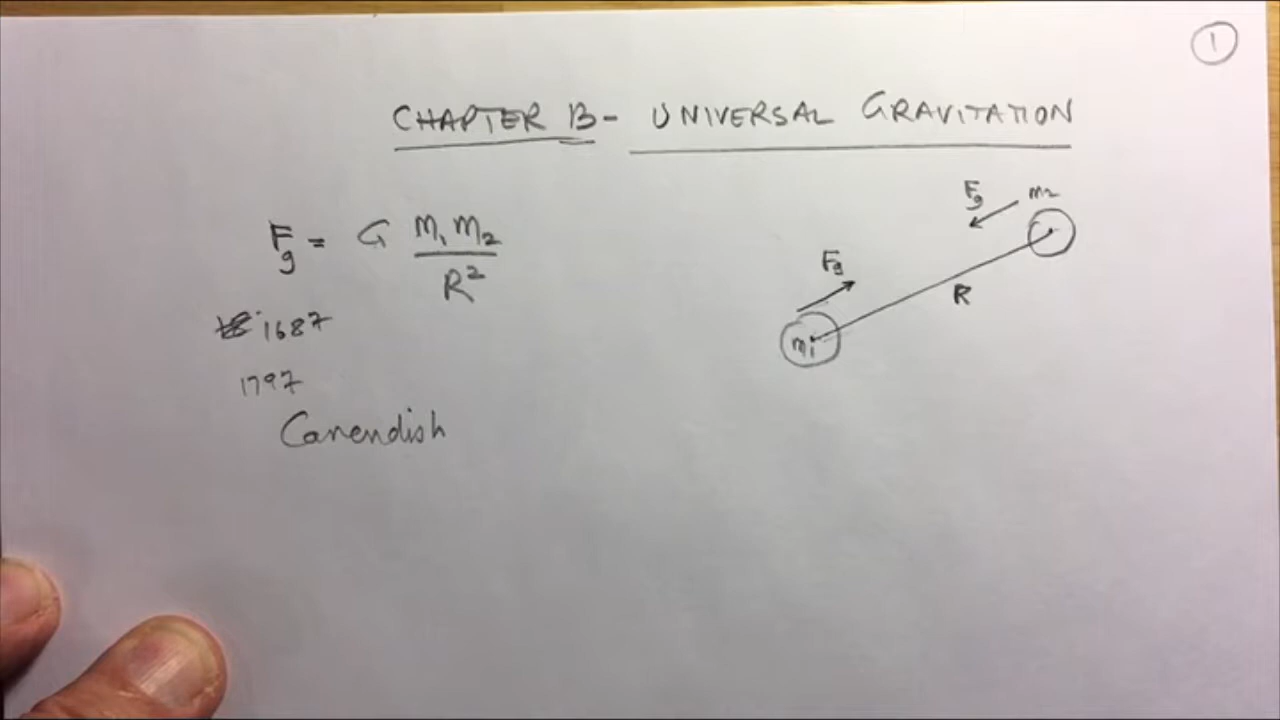 1
CHAPTER 13 - UNIVERSAL GRAVITATION
Fg = G m1 m2 / R²
1687
1797
Cavendish
Fg
m2
Fg
R
m1